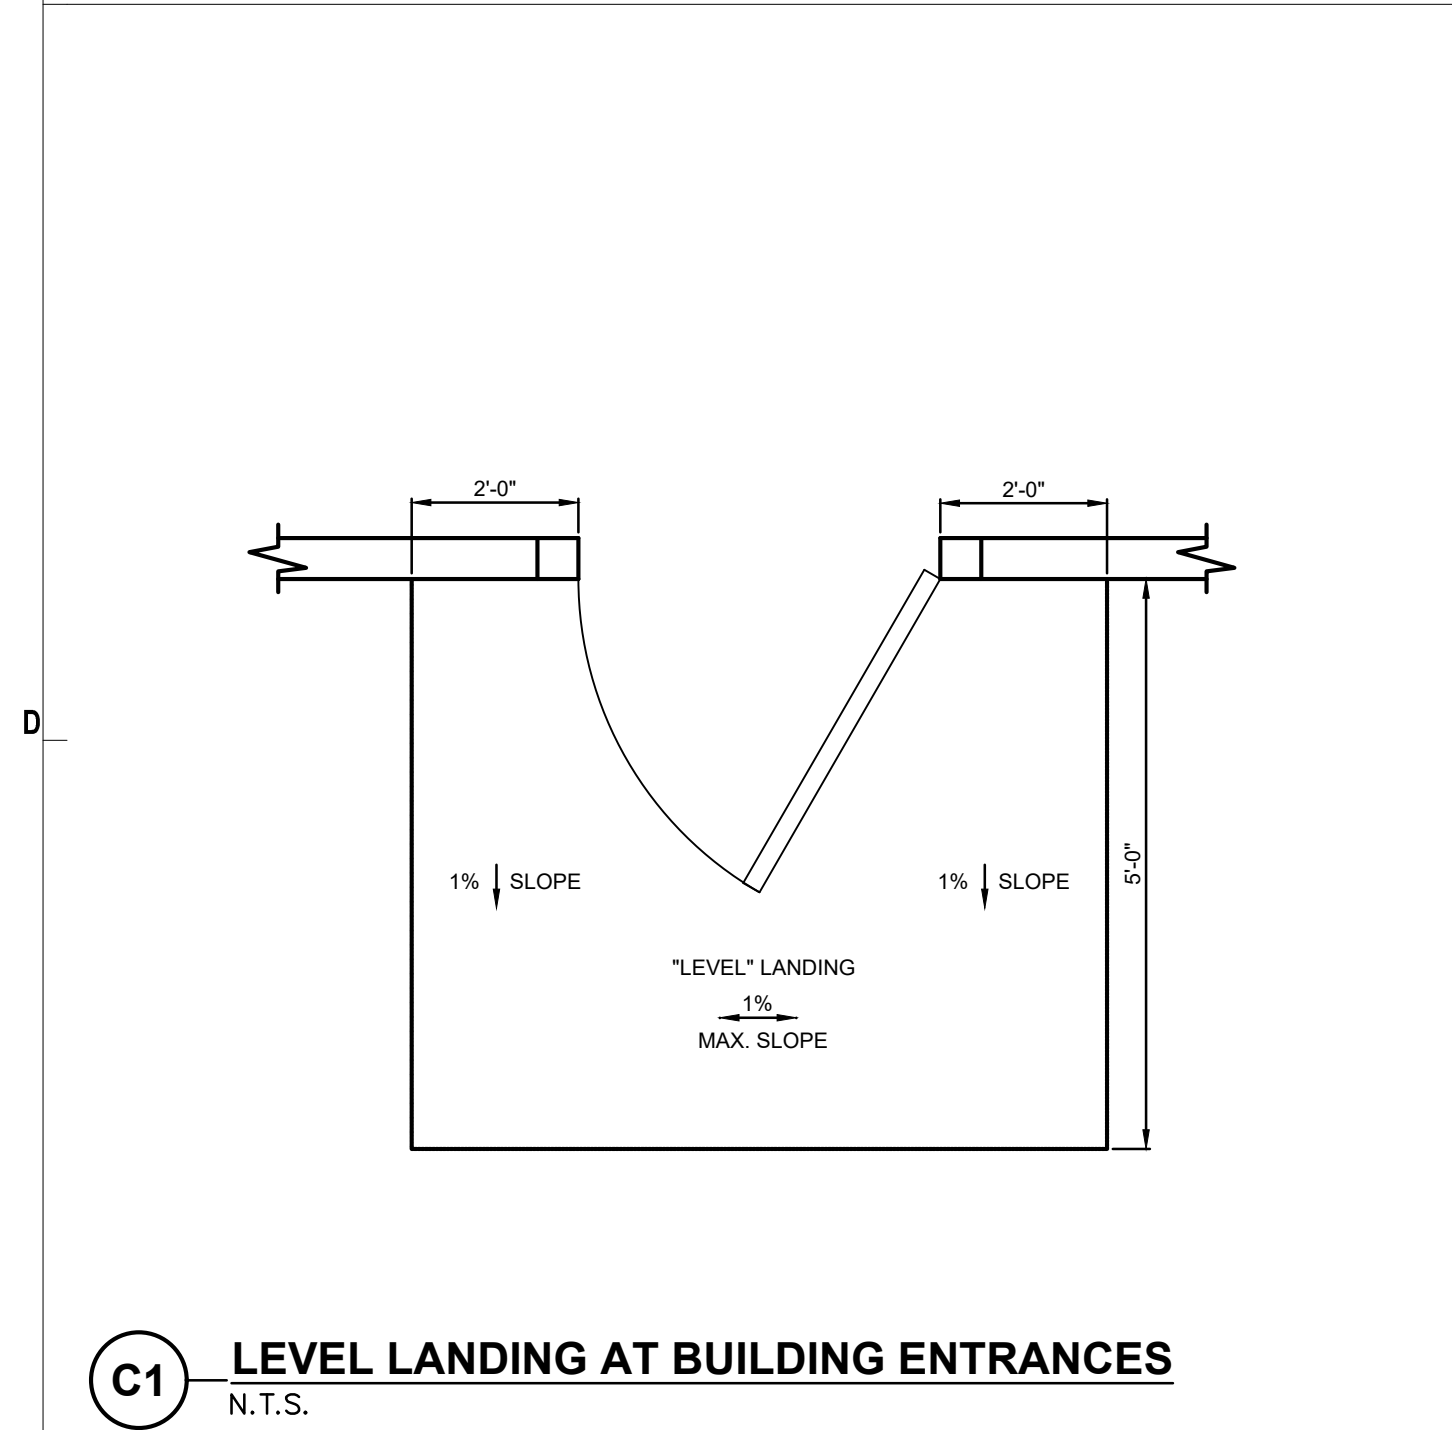 2'-0"
2'-0"
D
5'-0"
1% SLOPE
1% SLOPE
"LEVEL" LANDING
1%
MAX. SLOPE
C1
LEVEL LANDING AT BUILDING ENTRANCES
N.T.S.